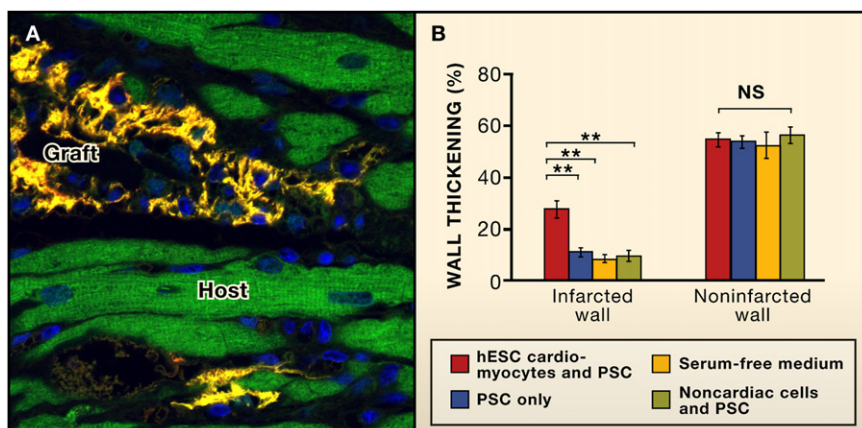 A
Graft
Host
B
WALL THICKENING (%)
80
60
40
20
0
NS
**
**
**
Infarcted
wall
Noninfarcted
wall
hESC cardio-
myocytes and PSC
PSC only
Serum-free medium
Noncardiac cells
and PSC